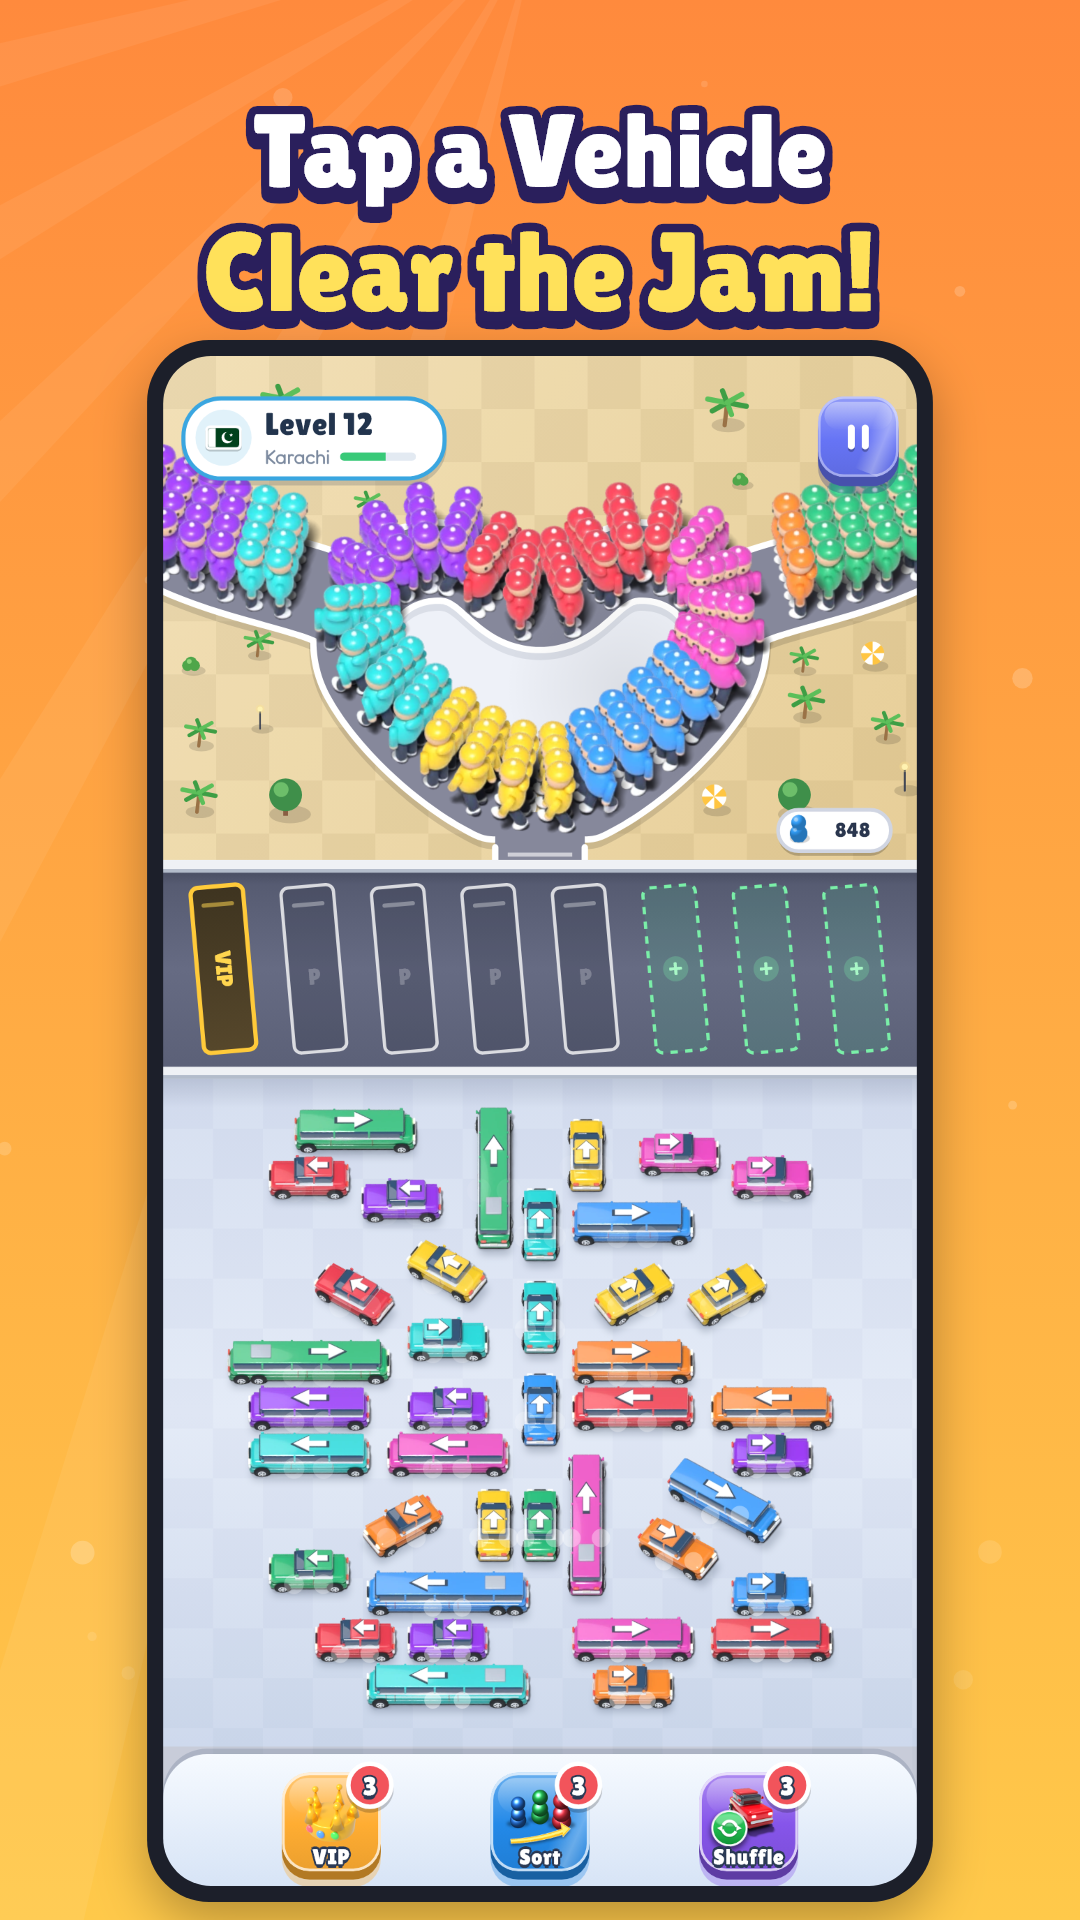 Tap a Vehicle
Clear the Jam!
Level 12
Karachi
848
VIP
P
P
P
P
+
+
+
3
3
3
VIP
Sort
Shuffle